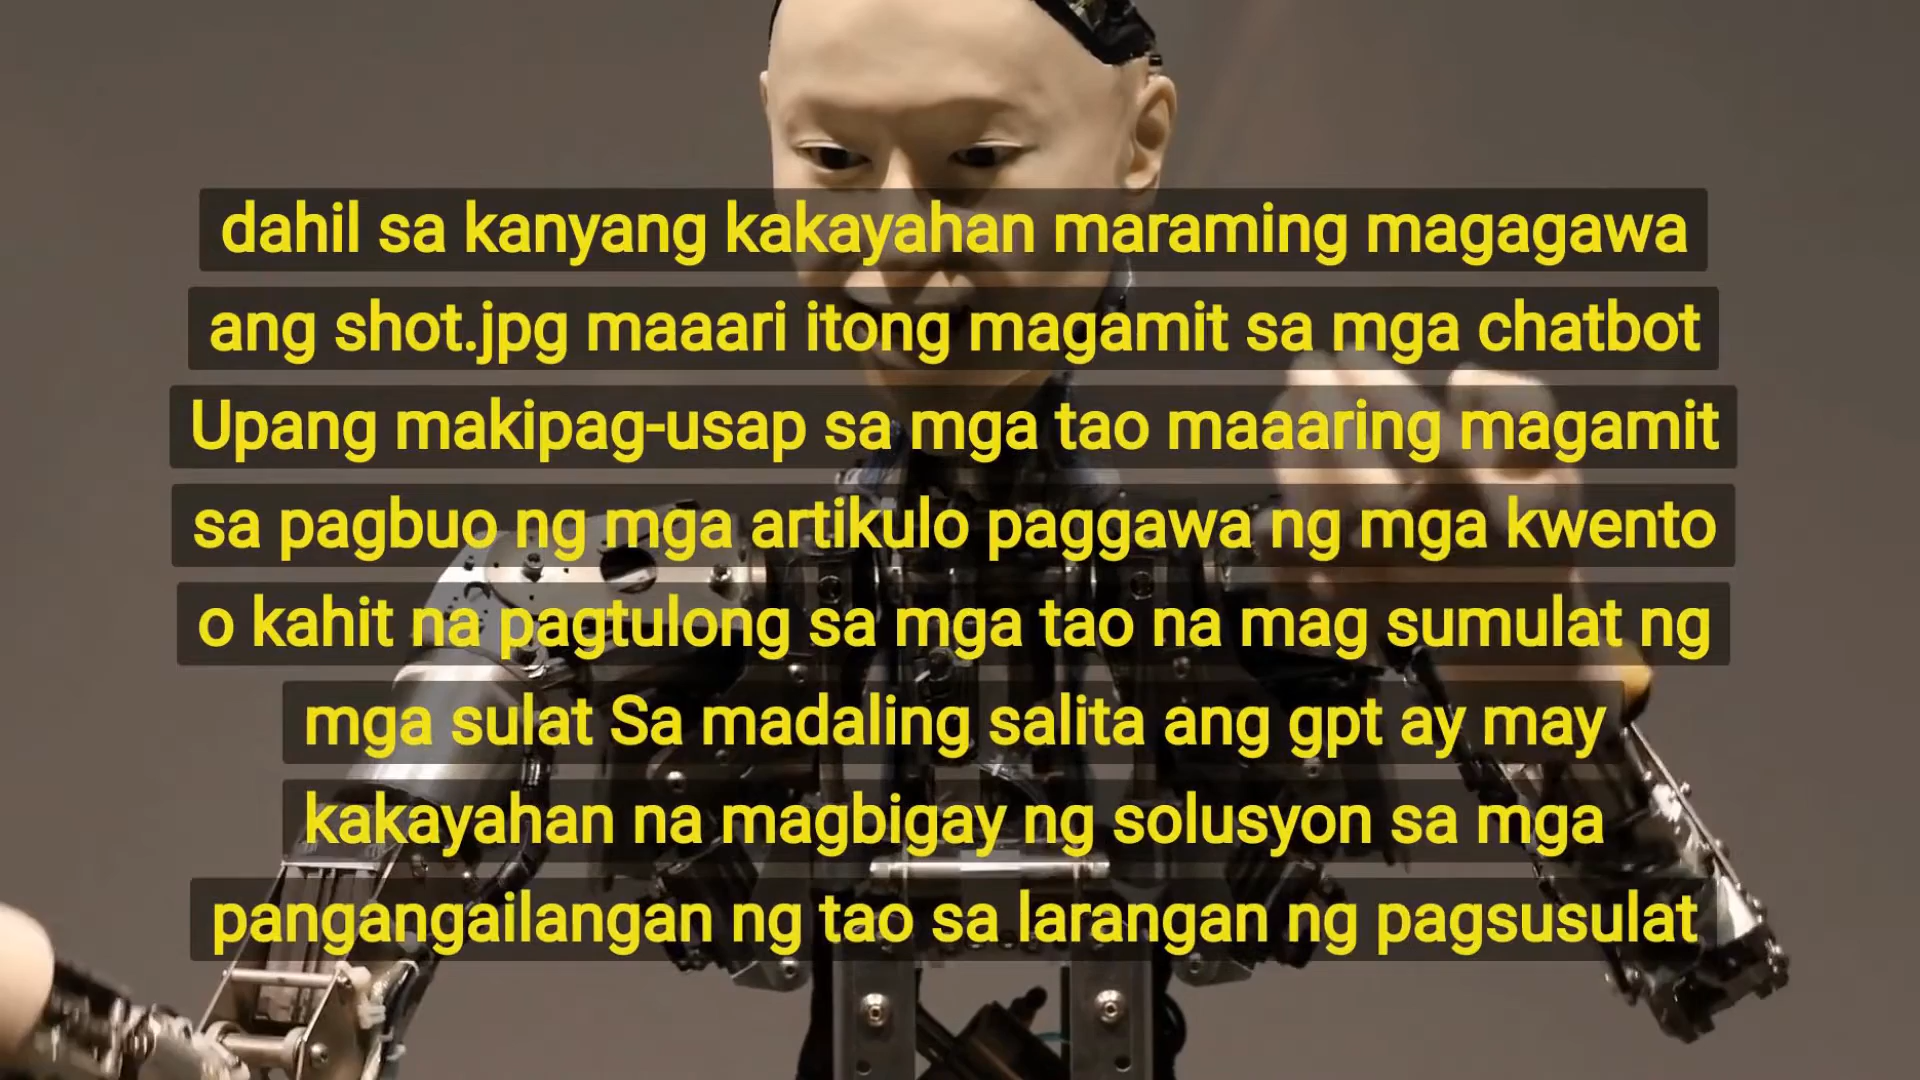 dahil sa kanyang kakayahan maraming magagawa
ang shot.jpg maaari itong magamit sa mga chatbot
Upang makipag-usap sa mga tao maaaring magamit
sa pagbuo ng mga artikulo paggawa ng mga kwento
o kahit na pagtulong sa mga tao na mag sumulat ng
mga sulat Sa madaling salita ang gpt ay may
kakayahan na magbigay ng solusyon sa mga
pangangailangan ng tao sa larangan ng pagsusulat